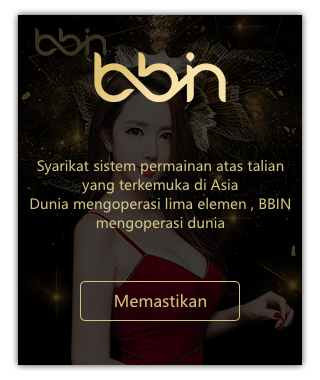 bbin
bbin
Syarikat sistem permainan atas talian
yang terkemuka di Asia
Dunia mengoperasi lima elemen , BBIN
mengoperasi dunia
Memastikan